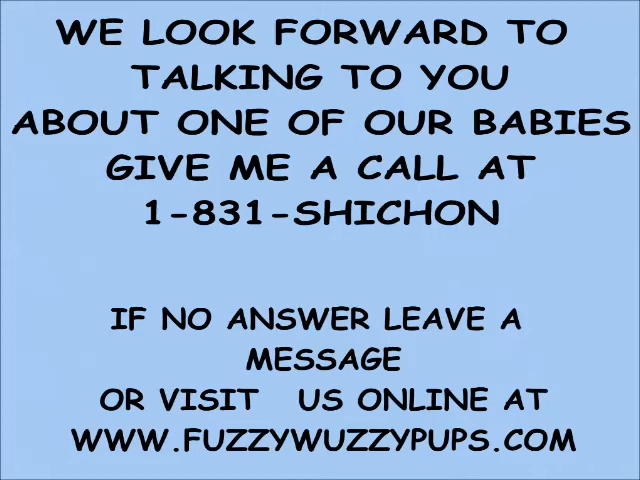 WE LOOK FORWARD TO
TALKING TO YOU
ABOUT ONE OF OUR BABIES
GIVE ME A CALL AT
1-831-SHICHON
IF NO ANSWER LEAVE A
MESSAGE
OR VISIT US ONLINE AT
WWW.FUZZYWUZZYPUPS.COM